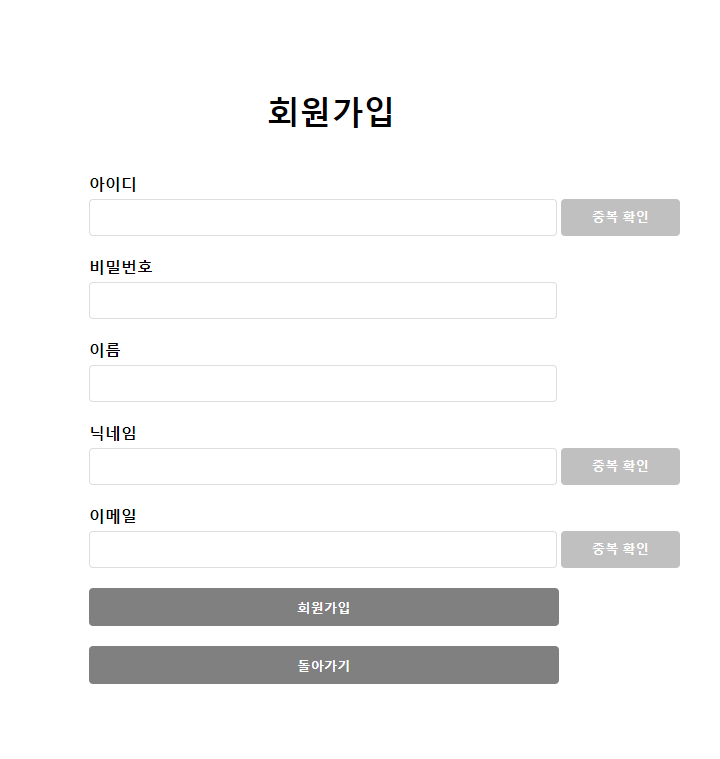 회원가입
아이디
중복 확인
비밀번호
이름
닉네임
중복 확인
이메일
중복 확인
회원가입
돌아가기